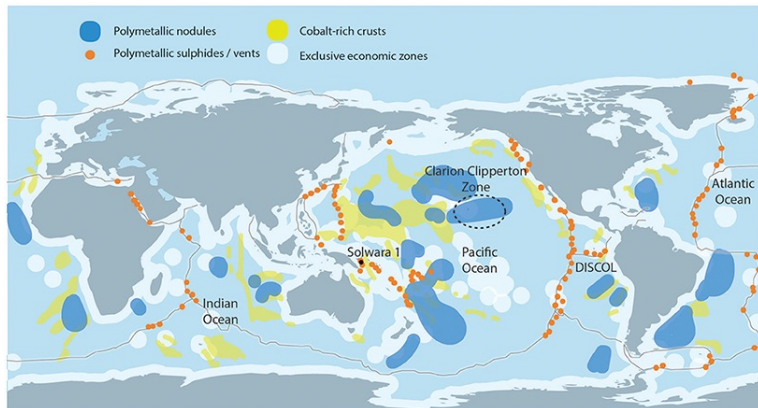 Polymetallic nodules
Cobalt-rich crusts
Polymetallic sulphides / vents
Exclusive economic zones
Clarion Clipperton
Zone
Atlantic
Ocean
Solwara 1
Pacific
Ocean
DISCOL
Indian
Ocean